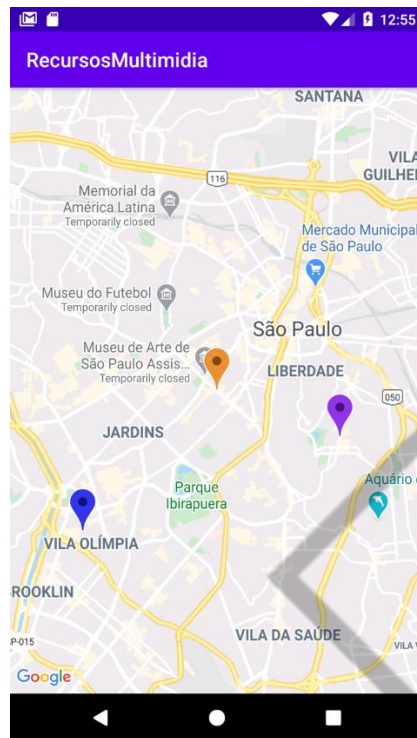 12:55
RecursosMultimidia
SANTANA
VILA
GUILHE
116
Memorial da
América Latina
Temporarily closed
Mercado Municipal
de São Paulo
Museu do Futebol
Temporarily closed
São Paulo
Museu de Arte de
São Paulo Assis...
Temporarily closed
LIBERDADE
050
JARDINS
Aquário
Parque
Ibirapuera
VILA OLÍMPIA
ROOKLIN
VILA DA SAÚDE
P-015
VILA
Google